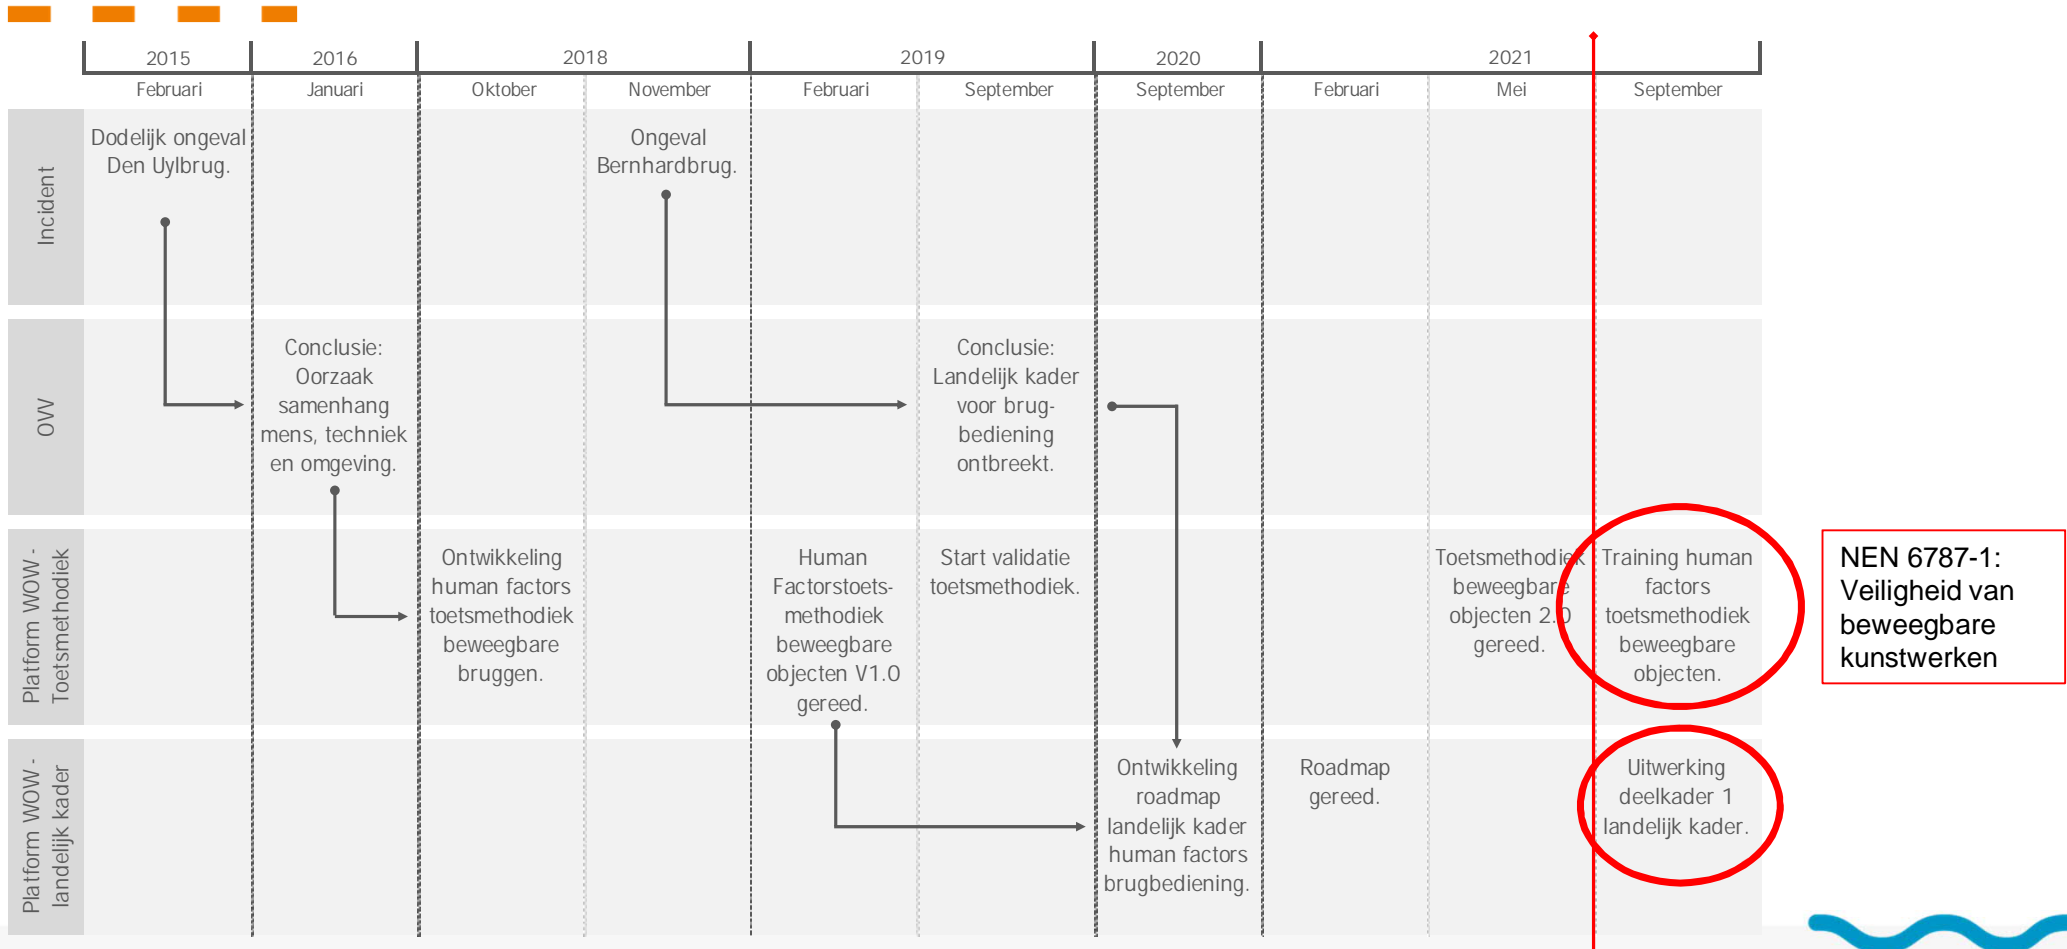 2015
2016
2018
2019
2020
2021
Februari
Januari
Oktober
November
Februari
September
September
Februari
Mei
September
Incident
Dodelijk ongeval
Den Uylbrug.
Ongeval
Bernhardbrug.
OVV
Conclusie:
Oorzaak
samenhang
mens, techniek
en omgeving.
Conclusie:
Landelijk kader
voor brug-
bediening
ontbreekt.
Platform WOW -
Toetsmethodiek
Ontwikkeling
human factors
toetsmethodiek
beweegbare
bruggen.
Human
Factorstoets-
methodiek
beweegbare
objecten V1.0
gereed.
Start validatie
toetsmethodiek.
Toetsmethodiek
beweegbare
objecten 2.0
gereed.
Training human
factors
toetsmethodiek
beweegbare
objecten.
NEN 6787-1:
Veiligheid van
beweegbare
kunstwerken
Platform WOW -
landelijk kader
Ontwikkeling
roadmap
landelijk kader
human factors
brugbediening.
Roadmap
gereed.
Uitwerking
deelkader 1
landelijk kader.